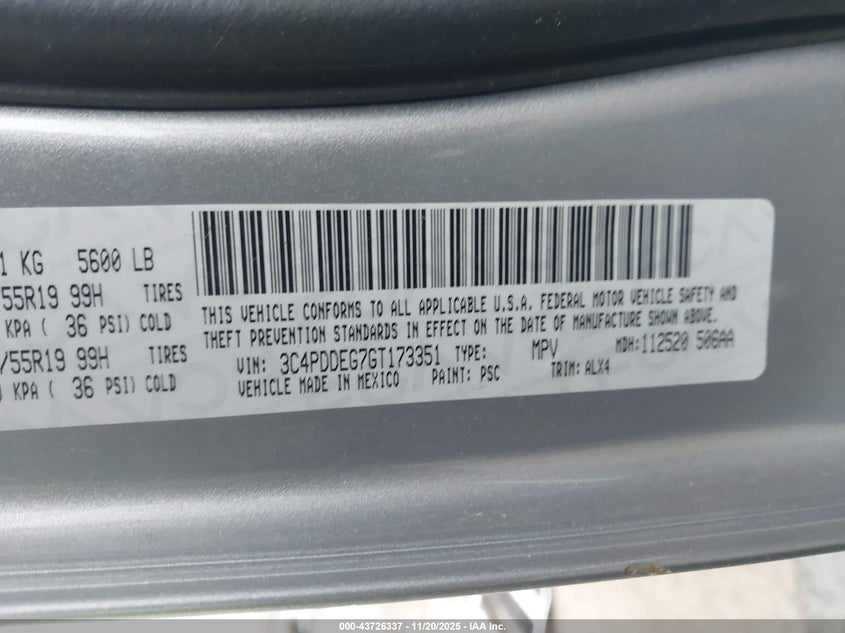 1 KG 5600 LB
55R19 99H TIRES
KPA ( 36 PSI) COLD
/55R19 99H TIRES
KPA ( 36 PSI) COLD
THIS VEHICLE CONFORMS TO ALL APPLICABLE U.S.A. FEDERAL MOTOR VEHICLE SAFETY AND
THEFT PREVENTION STANDARDS IN EFFECT ON THE DATE OF MANUFACTURE SHOWN ABOVE.
VIN: 3C4PDDEG7GT173351 TYPE: MPV MDH:112520 506AA
VEHICLE MADE IN MEXICO PAINT: PSC TRIM: ALX4
000-43726337 - 11/20/2025 - IAA Inc.